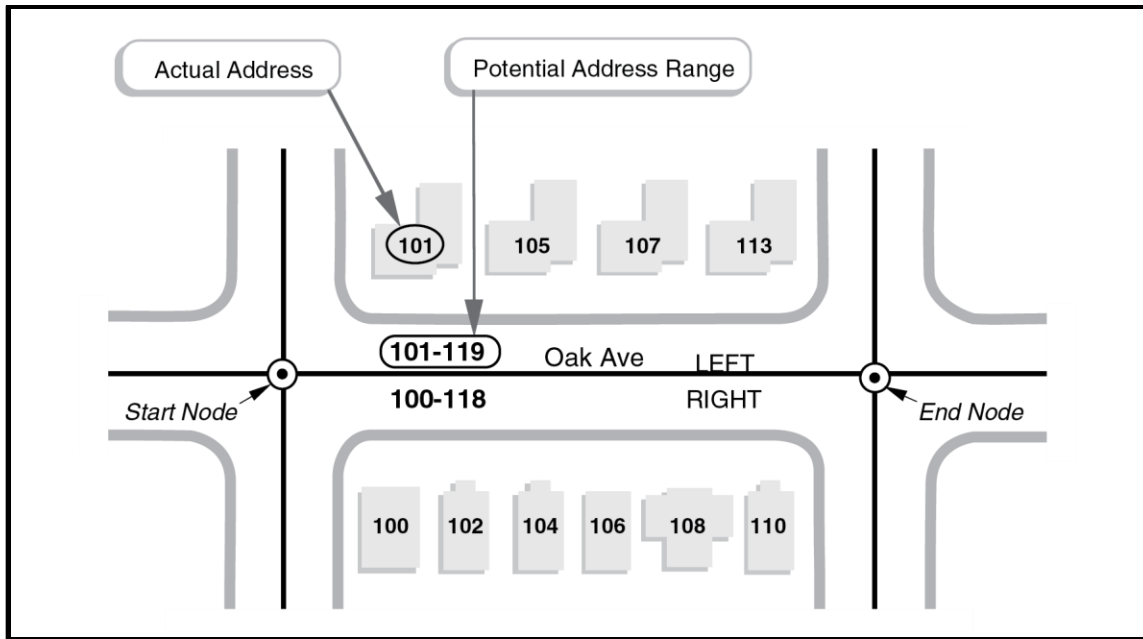 Actual Address
Potential Address Range
101
105
107
113
101-119
Oak Ave
LEFT
100-118
RIGHT
Start Node
End Node
100
102
104
106
108
110